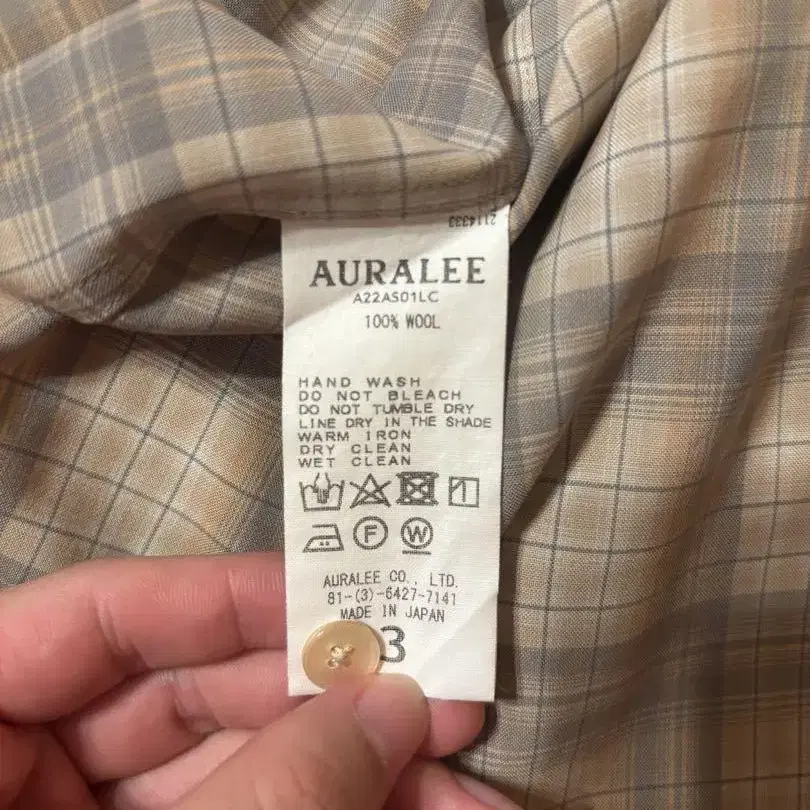 2114333
AURALEE
A22AS01LC
100% WOOL
HAND WASH
DO NOT BLEACH
DO NOT TUMBLE DRY
LINE DRY IN THE SHADE
WARM IRON
DRY CLEAN
WET CLEAN
F
W
AURALEE CO., LTD.
81-(3)-6427-7141
MADE IN JAPAN
3